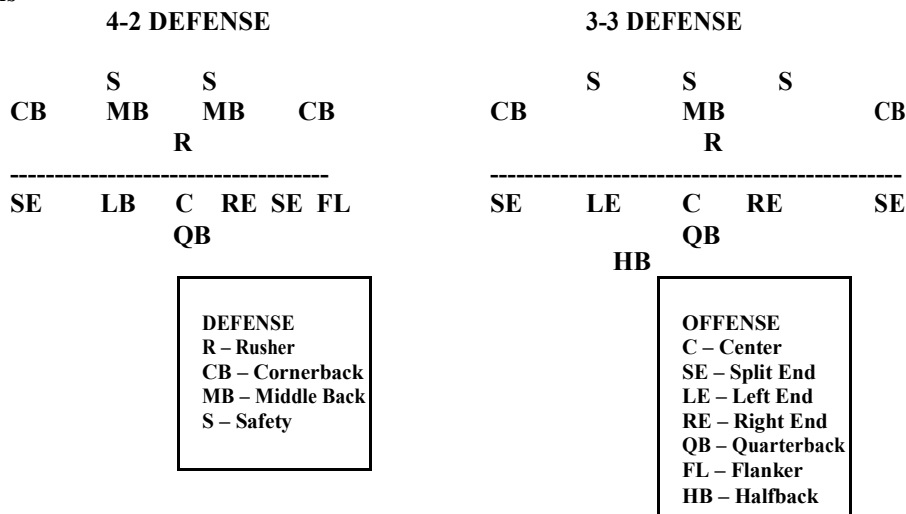 4-2 DEFENSE 3-3 DEFENSE
S S S S S
CB MB MB CB CB MB CB
R R
------------------------------------ -----------------------------------------------
SE LB C RE SE FL SE LE C RE SE
QB QB
HB
DEFENSE
R – Rusher
CB – Cornerback
MB – Middle Back
S – Safety
OFFENSE
C – Center
SE – Split End
LE – Left End
RE – Right End
QB – Quarterback
FL – Flanker
HB – Halfback